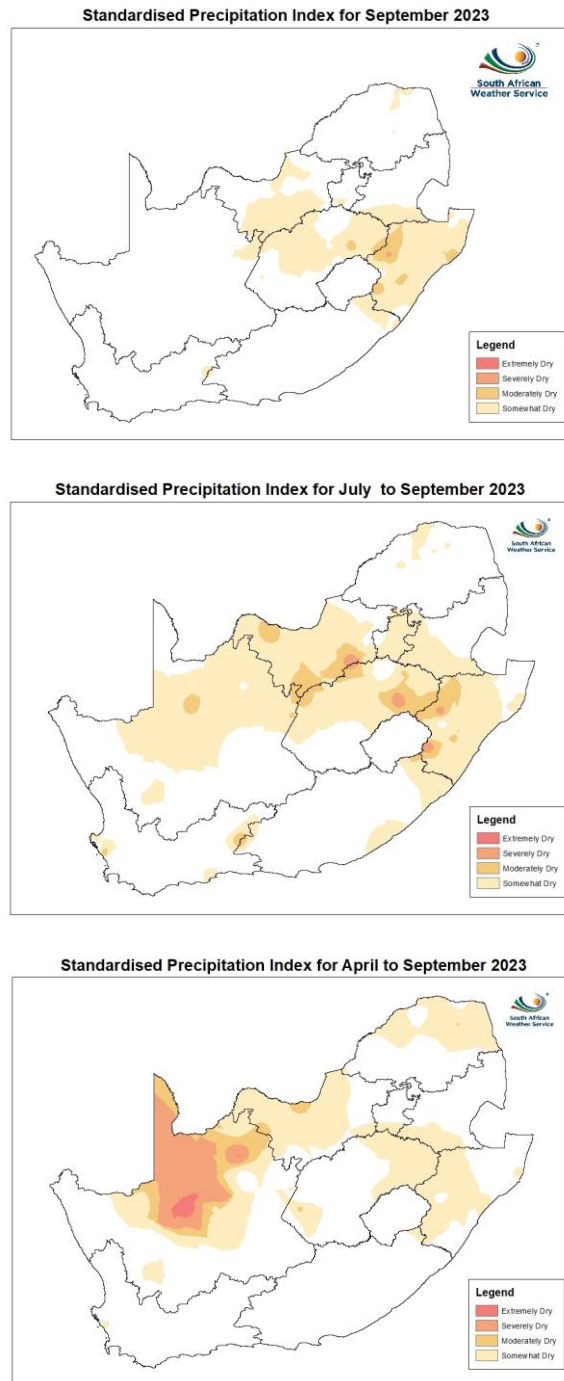 Standardised Precipitation Index for September 2023
South African
Weather Service
Legend
Extremely Dry
Severely Dry
Moderately Dry
Somewhat Dry
Standardised Precipitation Index for July to September 2023
South African
Weather Service
Legend
Extremely Dry
Severely Dry
Moderately Dry
Somewhat Dry
Standardised Precipitation Index for April to September 2023
South African
Weather Service
Legend
Extremely Dry
Severely Dry
Moderately Dry
Somewhat Dry